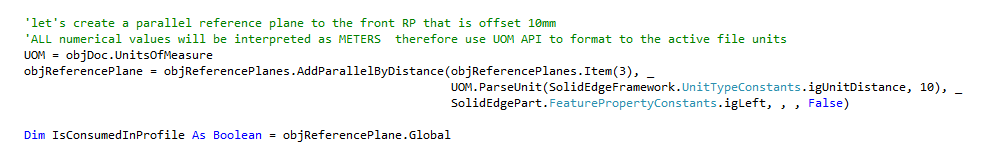 'let's create a parallel reference plane to the front RP that is offset 10mm
'ALL numerical values will be interpreted as METERS  therefore use UOM API to format to the active file units
UOM = objDoc.UnitsOfMeasure
objReferencePlane = objReferencePlanes.AddParallelByDistance(objReferencePlanes.Item(3), _
UOM.ParseUnit(SolidEdgeFramework.UnitTypeConstants.igUnitDistance, 10), _
SolidEdgePart.FeaturePropertyConstants.igLeft, , , False)
Dim IsConsumedInProfile As Boolean = objReferencePlane.Global